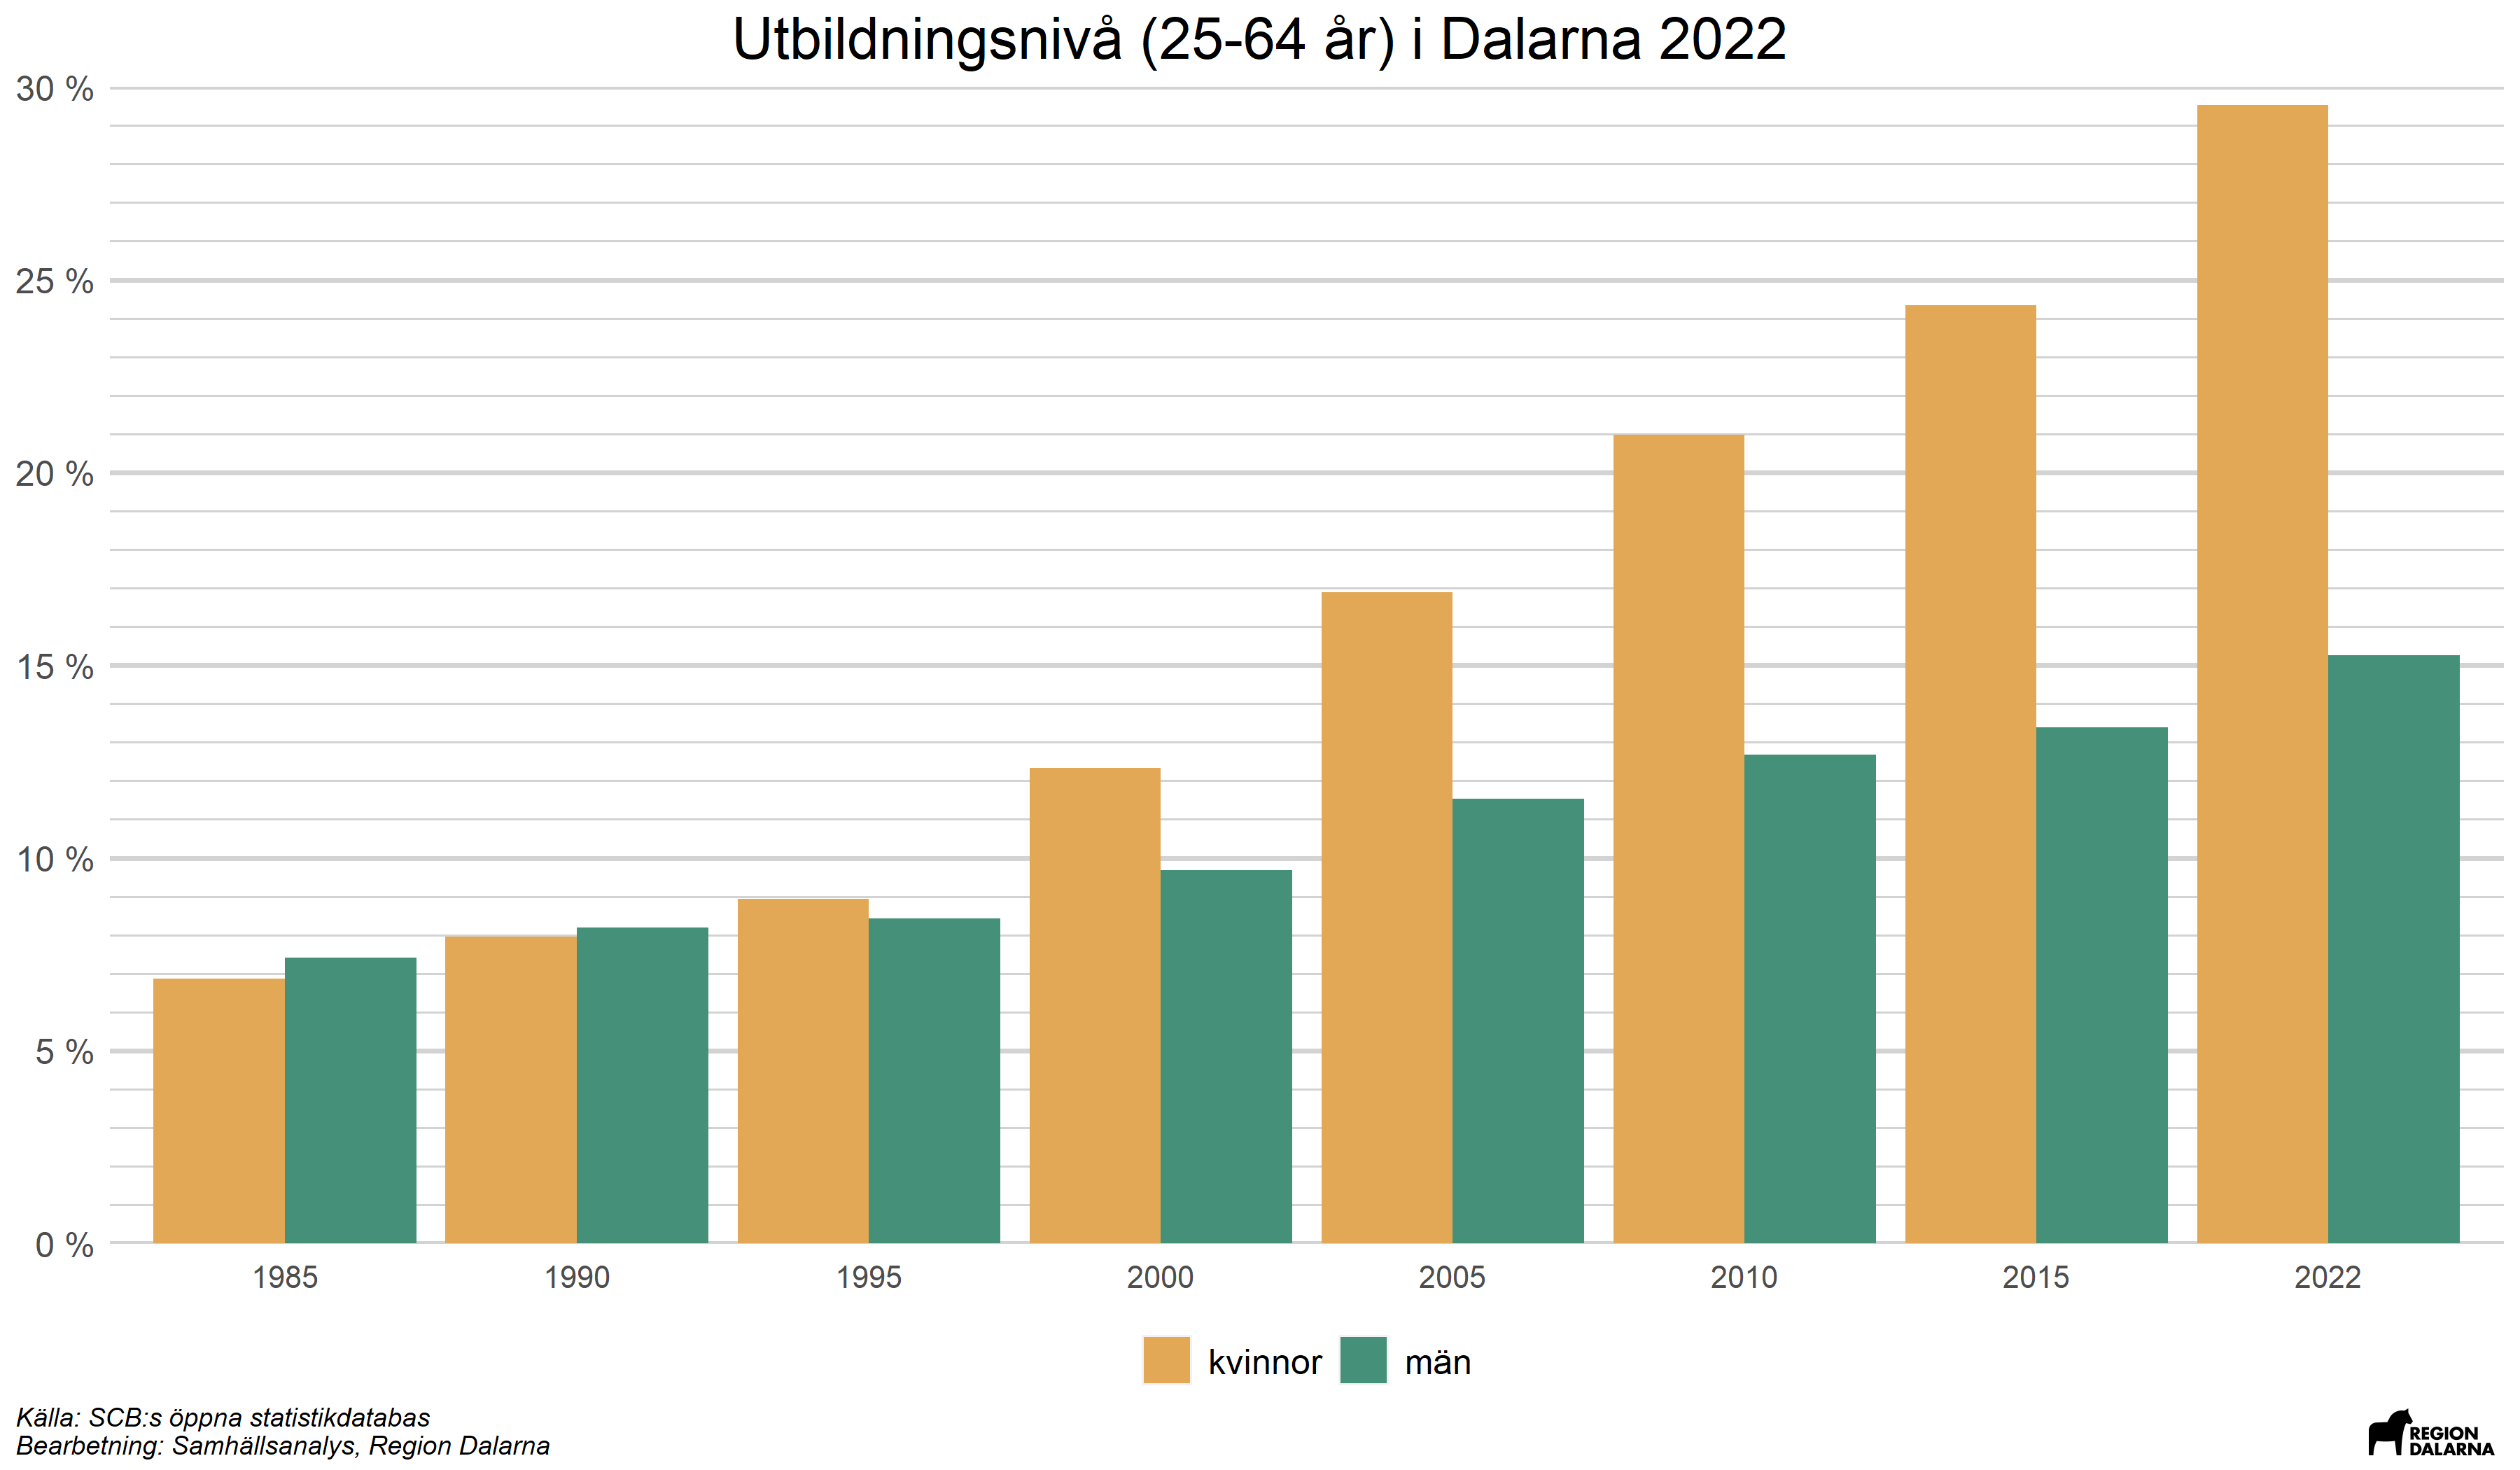 Utbildningsnivå (25-64 år) i Dalarna 2022
30 %
25 %
20 %
15 %
10 %
5 %
0 %
1985 1990 1995 2000 2005 2010 2015 2022
kvinnor män
Källa: SCB:s öppna statistikdatabas
Bearbetning: Samhällsanalys, Region Dalarna
REGION
DALARNA